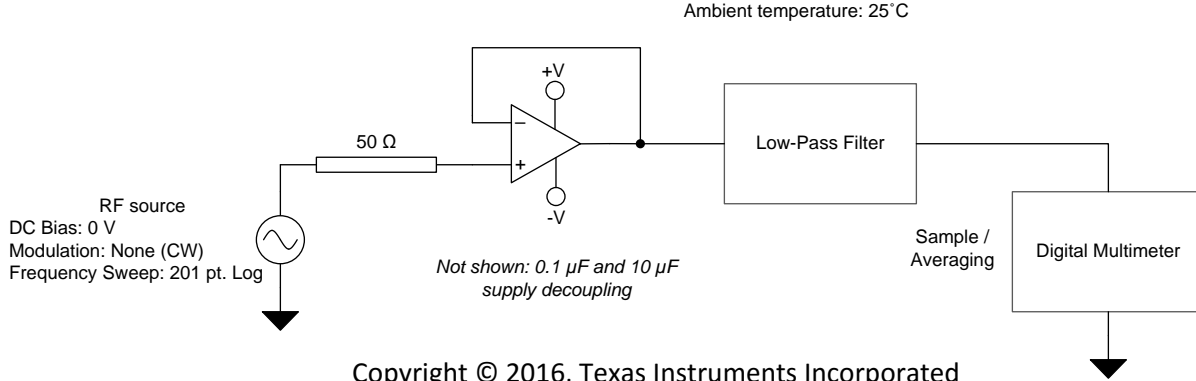 Ambient temperature: 25˚C
+V
50 Ω
−
+
Low-Pass Filter
-V
RF source
DC Bias: 0 V
Modulation: None (CW)
Frequency Sweep: 201 pt. Log
Not shown: 0.1 µF and 10 µF
supply decoupling
Sample /
Averaging
Digital Multimeter
Copyright © 2016, Texas Instruments Incorporated